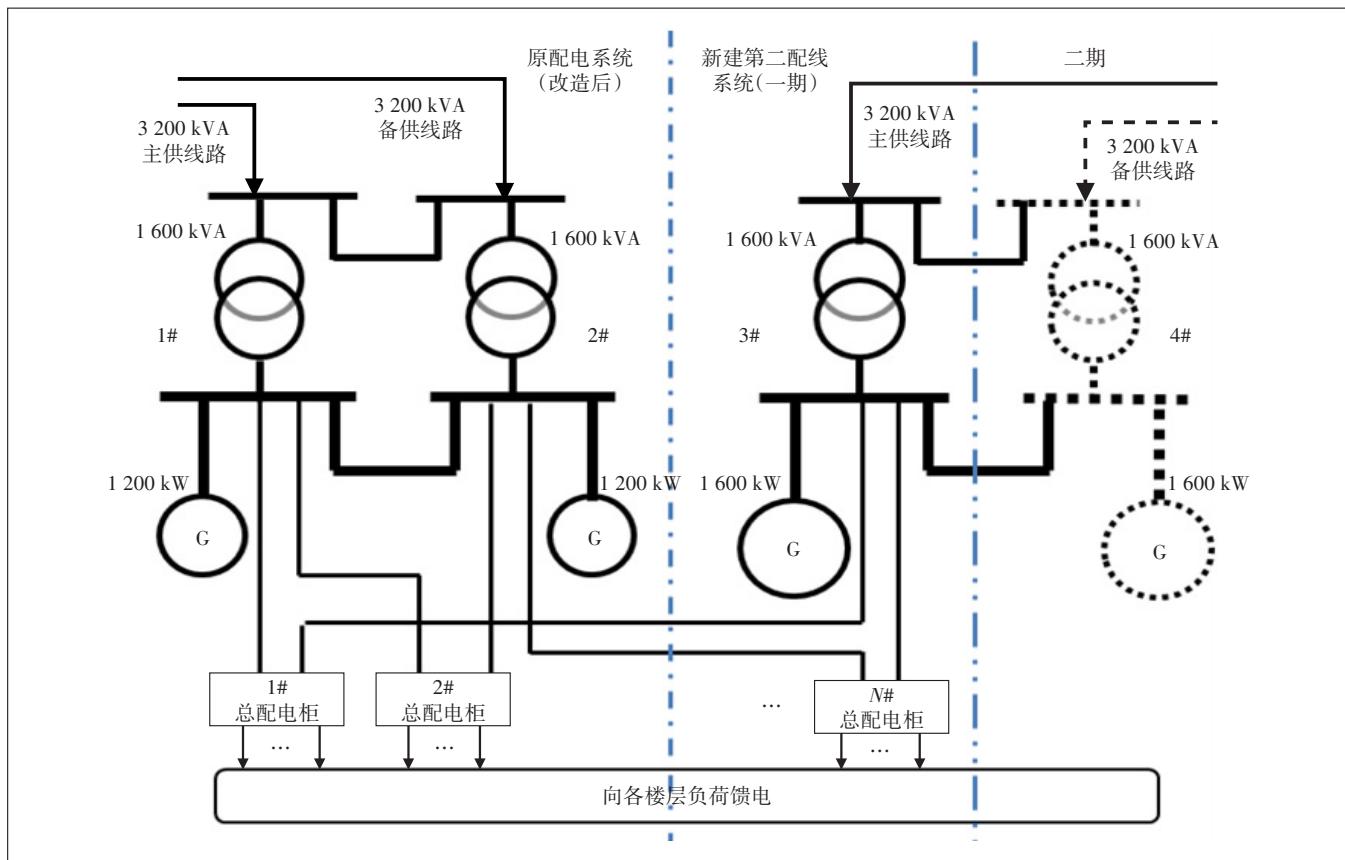 原配电系统
（改造后）
新建第二配线
系统（一期）
二期
3 200 kVA
主供线路
3 200 kVA
备供线路
3 200 kVA
主供线路
3 200 kVA
备供线路
1 600 kVA
1 600 kVA
1 600 kVA
1 600 kVA
1#
2#
3#
4#
1 200 kW
1 200 kW
1 600 kW
1 600 kW
G
G
G
G
1#
总配电柜
2#
总配电柜
…
N#
总配电柜
…
…
…
向各楼层负荷馈电